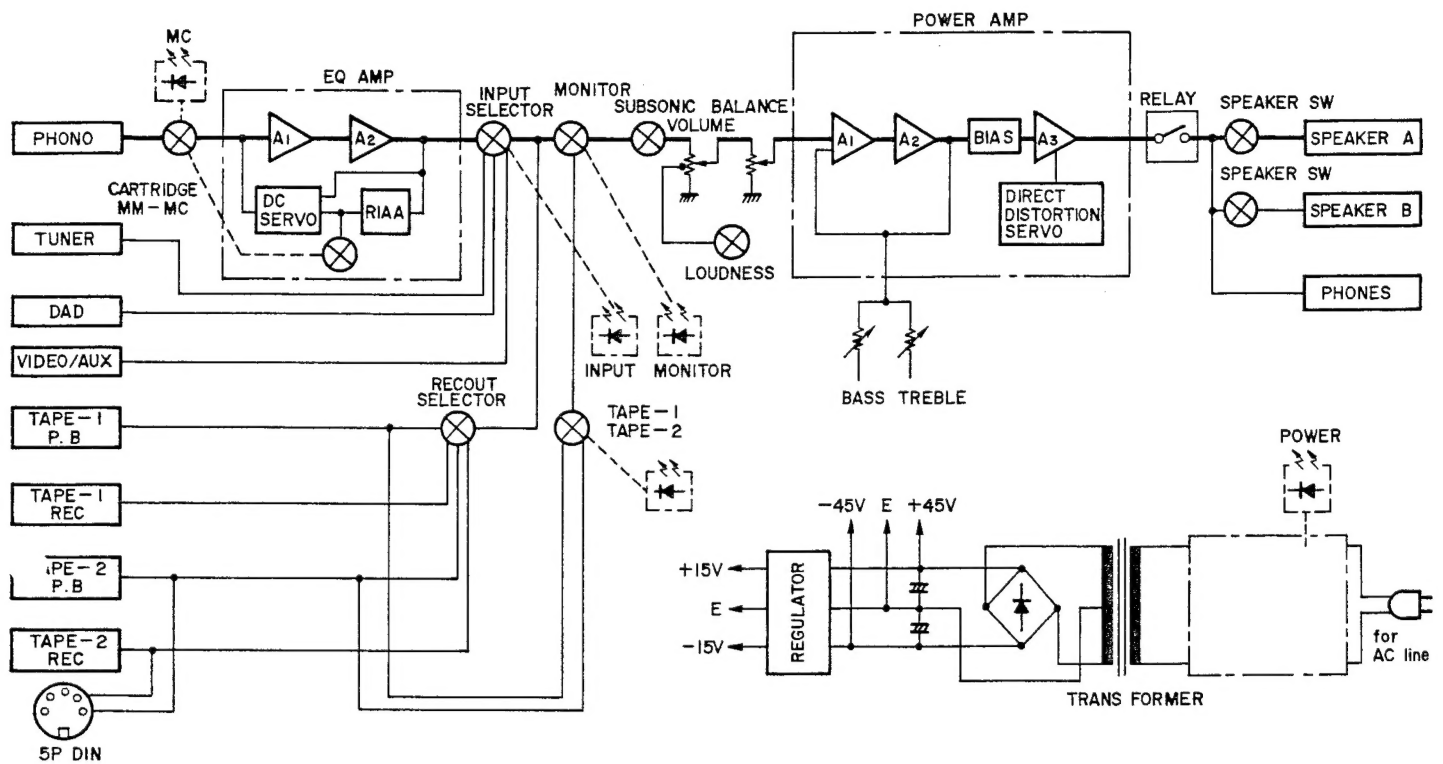 POWER AMP
MC
EQ AMP
INPUT
SELECTOR
MONITOR
SUBSONIC BALANCE
VOLUME
RELAY
SPEAKER SW
PHONO
A1
A2
A1
A2
BIAS
A3
SPEAKER A
CARTRIDGE
MM-MC
DC
SERVO
RIAA
DIRECT
DISTORTION
SERVO
SPEAKER SW
SPEAKER B
TUNER
LOUDNESS
DAD
PHONES
VIDEO/AUX
INPUT
MONITOR
RECOUT
SELECTOR
BASS TREBLE
TAPE-1
P.B
TAPE-1
TAPE-2
POWER
TAPE-1
REC
-45V E +45V
PE-2
P.B
+15V
E
-15V
REGULATOR
TAPE-2
REC
for
AC line
TRANS FORMER
5P DIN